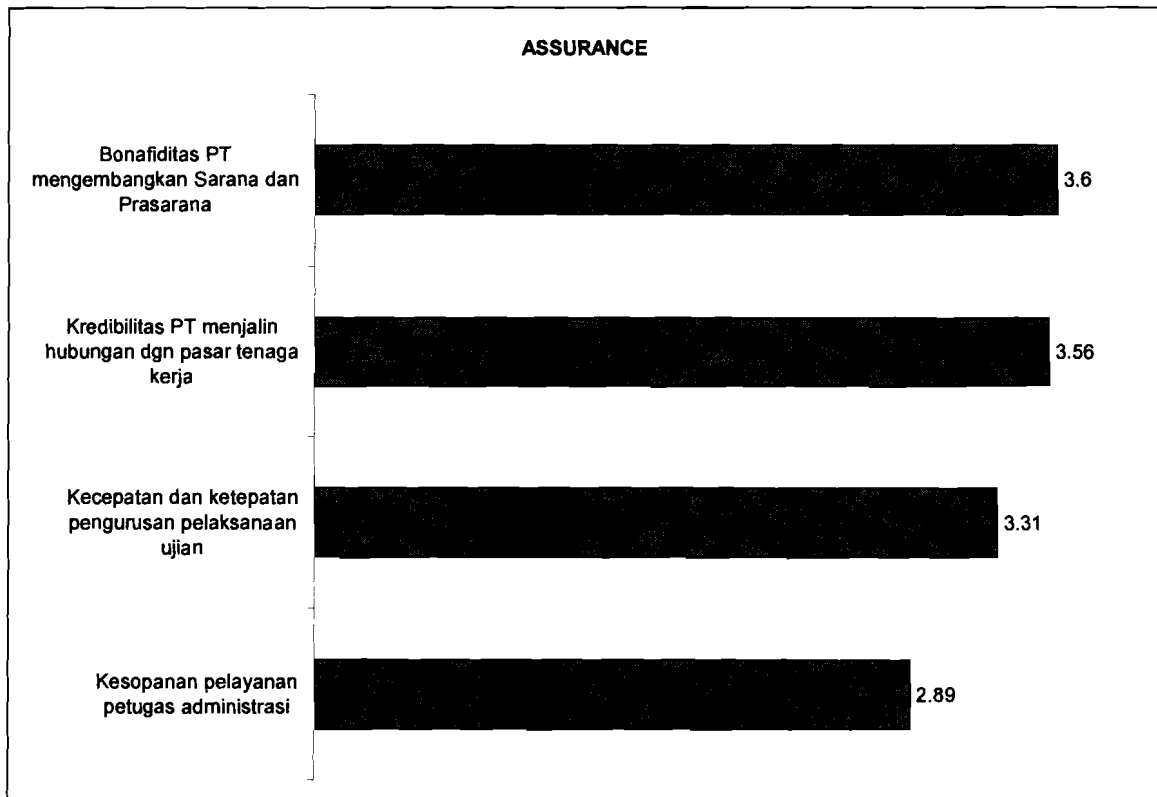 ASSURANCE
Bonafiditas PT
mengembangkan Sarana dan
Prasarana
3.6
Kredibilitas PT menjalin
hubungan dgn pasar tenaga
kerja
3.56
Kecepatan dan ketepatan
pengurusan pelaksanaan
ujian
3.31
Kesopanan pelayanan
petugas administrasi
2.89